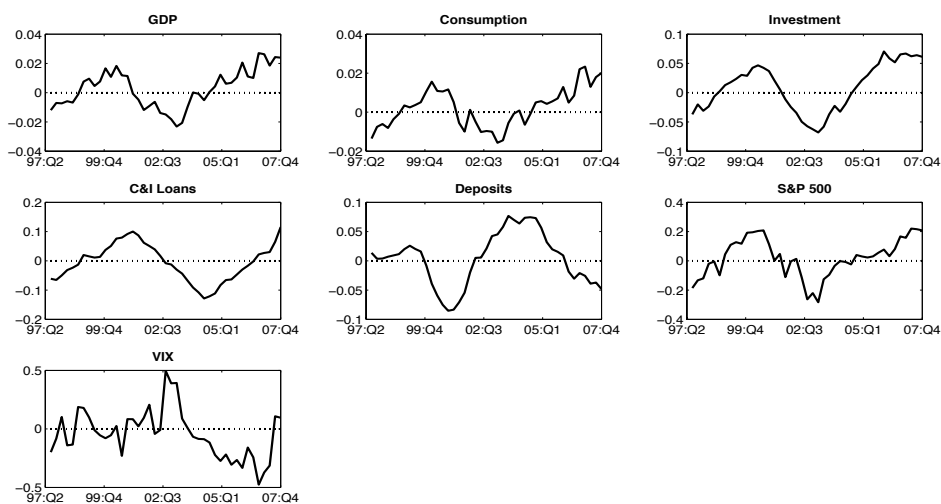 GDP
0.04
0.02
0
−0.02
−0.04
97:Q2 99:Q4 02:Q3 05:Q1 07:Q4
Consumption
0.04
0.02
0
−0.02
97:Q2 99:Q4 02:Q3 05:Q1 07:Q4
Investment
0.1
0.05
0
−0.05
−0.1
97:Q2 99:Q4 02:Q3 05:Q1 07:Q4
C&I Loans
0.2
0.1
0
−0.1
−0.2
97:Q2 99:Q4 02:Q3 05:Q1 07:Q4
Deposits
0.1
0.05
0
−0.05
−0.1
97:Q2 99:Q4 02:Q3 05:Q1 07:Q4
S&P 500
0.4
0.2
0
−0.2
−0.4
97:Q2 99:Q4 02:Q3 05:Q1 07:Q4
VIX
0.5
0
−0.5
97:Q2 99:Q4 02:Q3 05:Q1 07:Q4